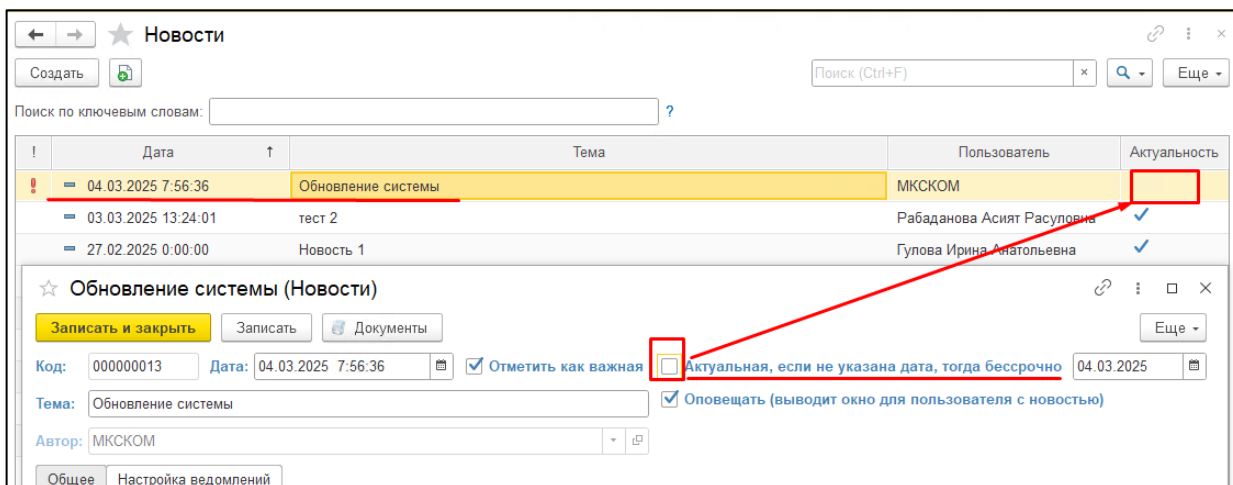 Новости
Создать Поиск (Ctrl+F) × Еще
Поиск по ключевым словам: ?
! Дата ↑ Тема Пользователь Актуальность
04.03.2025 7:56:36 Обновление системы МКСКОМ
03.03.2025 13:24:01 тест 2 Рабаданова Асият Расуловна
27.02.2025 0:00:00 Новость 1 Гулова Ирина Анатольевна
Обновление системы (Новости)
Записать и закрыть Записать Документы Еще
Код: 000000013 Дата: 04.03.2025 7:56:36 Отметить как важная Актуальная, если не указана дата, тогда бессрочно 04.03.2025
Тема: Обновление системы Оповещать (выводит окно для пользователя с новостью)
Автор: МКСКОМ
Общее Настройка ведомлений